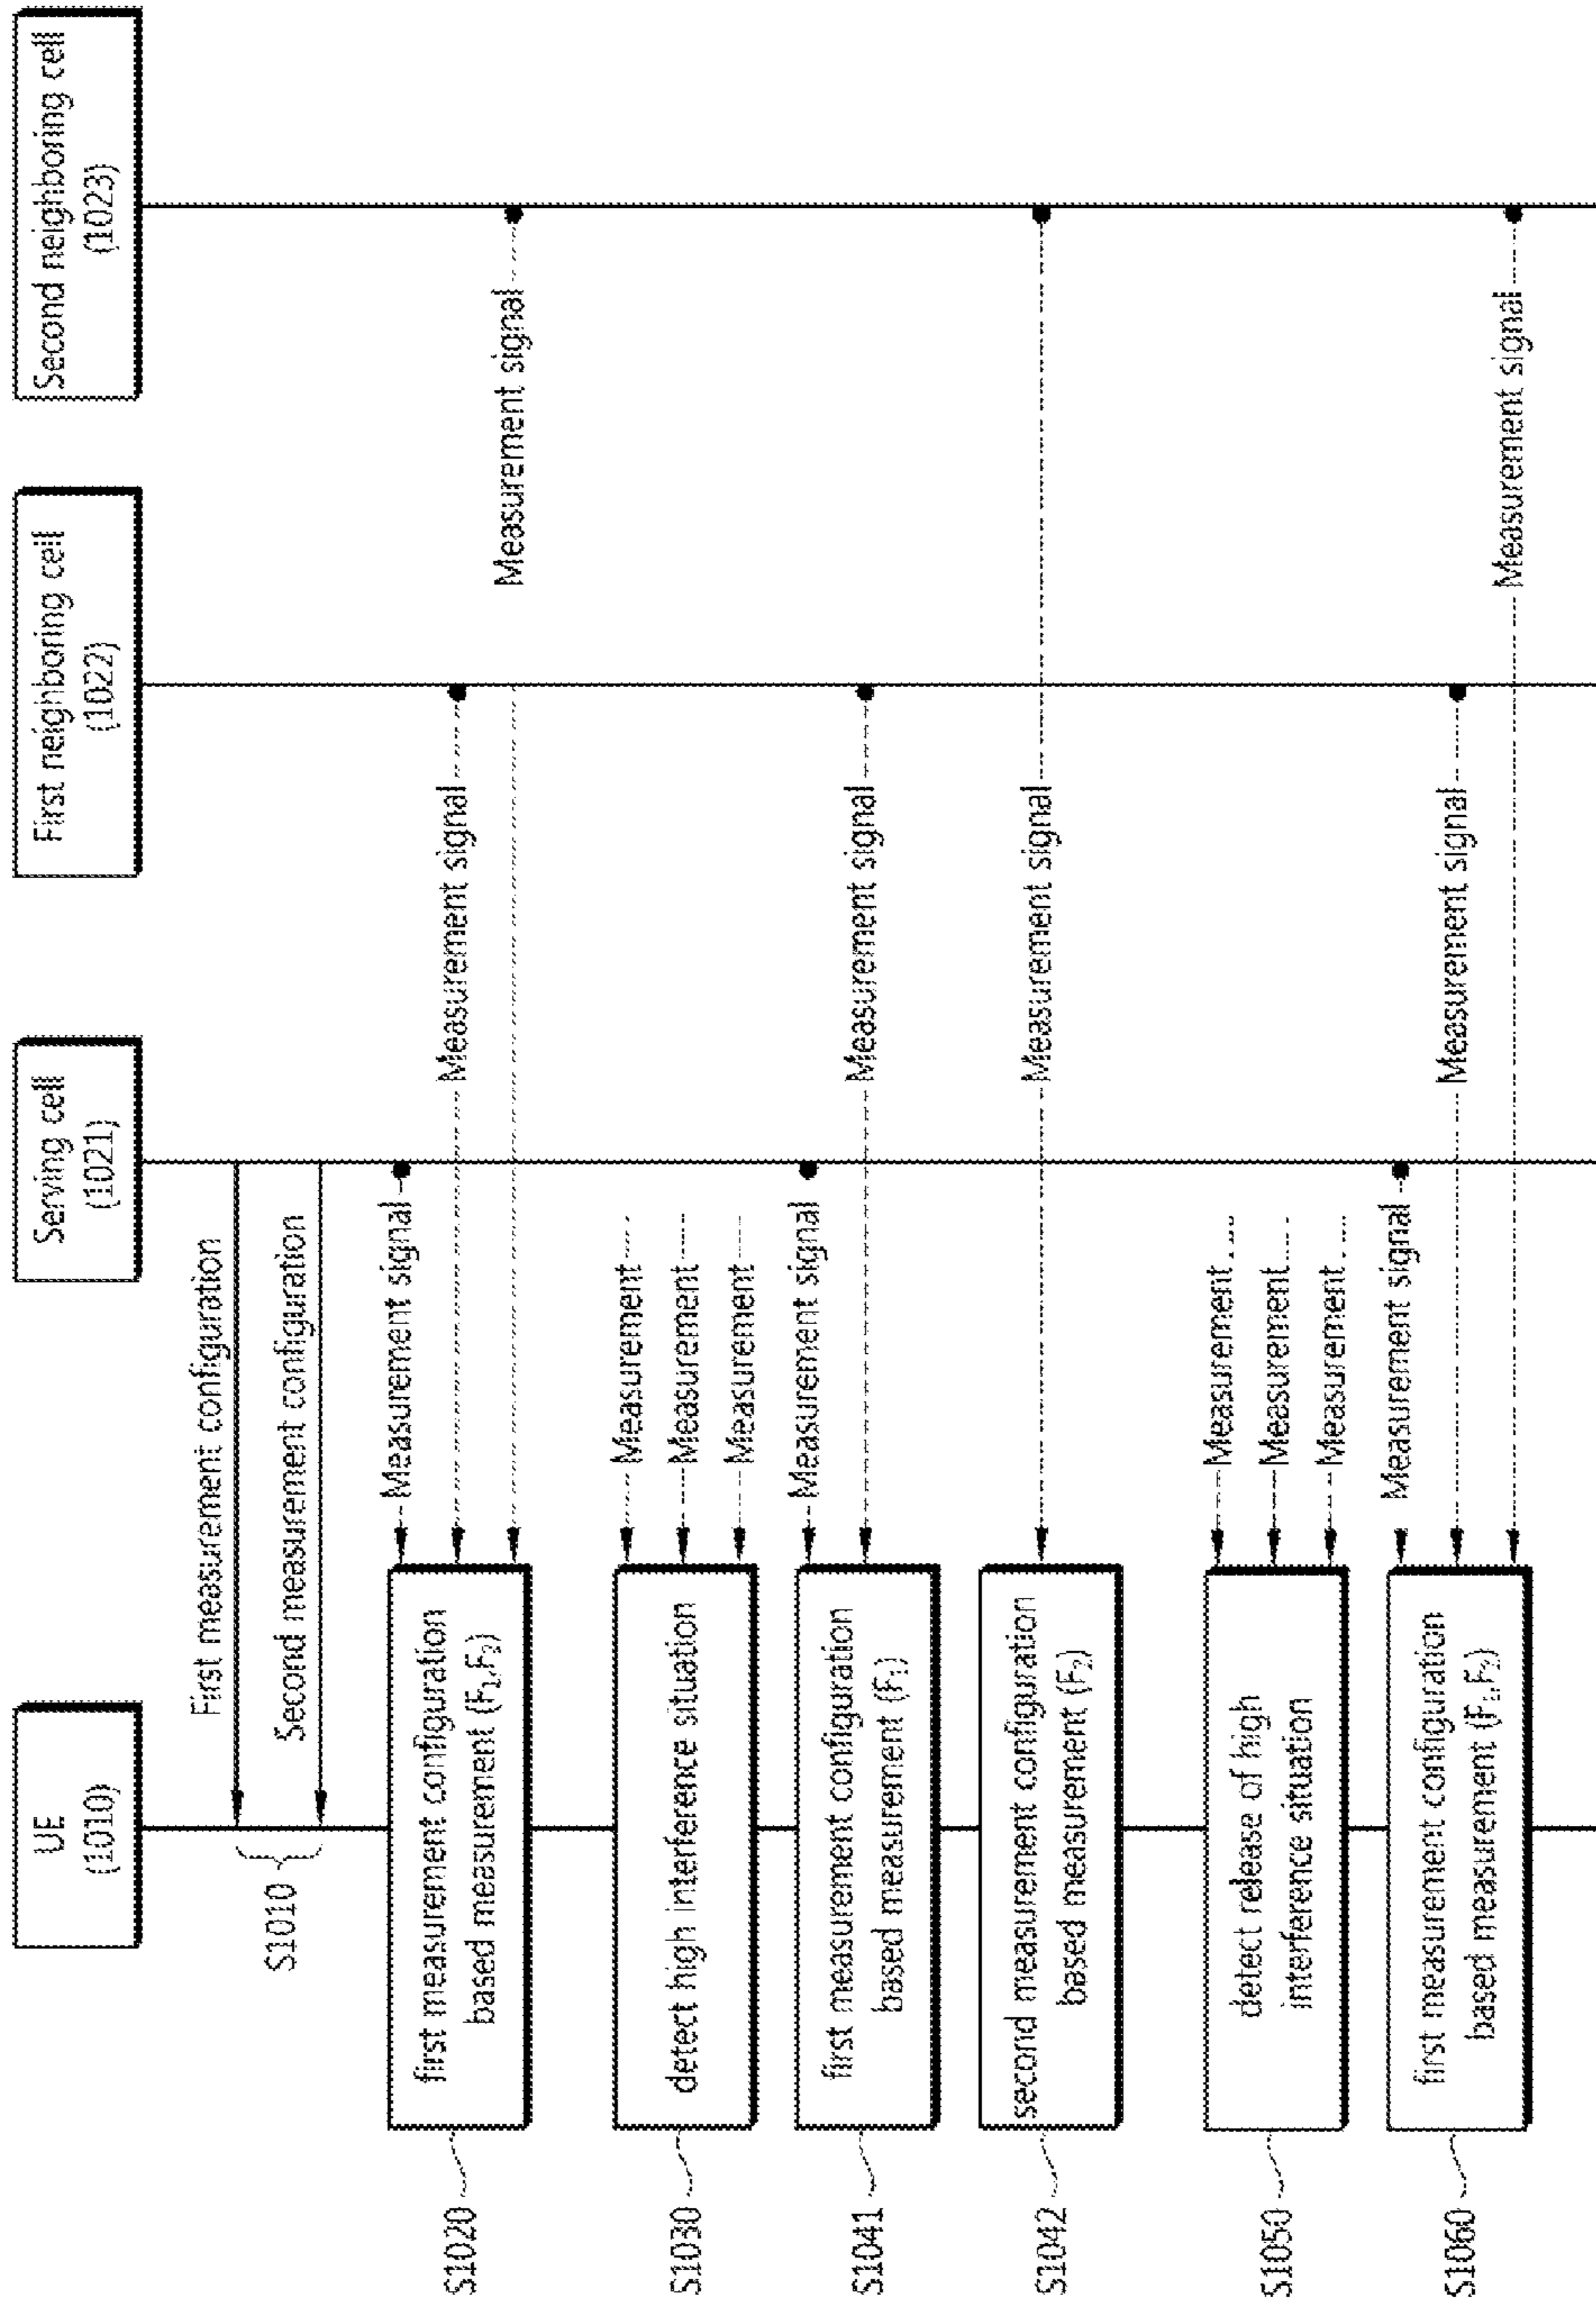 UE
(1010)
Serving cell
(1021)
First neighboring cell
(1022)
Second neighboring cell
(1023)
First measurement configuration
Second measurement configuration
S1010
Measurement signal
Measurement signal
Measurement signal
S1020
first measurement configuration
based measurement (F₁,F₂)
Measurement
Measurement
Measurement
S1030
detect high interference situation
Measurement signal
Measurement signal
S1041
first measurement configuration
based measurement (F₁)
Measurement signal
S1042
second measurement configuration
based measurement (F₂)
Measurement
Measurement
Measurement
S1050
detect release of high
interference situation
Measurement signal
Measurement signal
Measurement signal
S1060
first measurement configuration
based measurement (F₁,F₂)